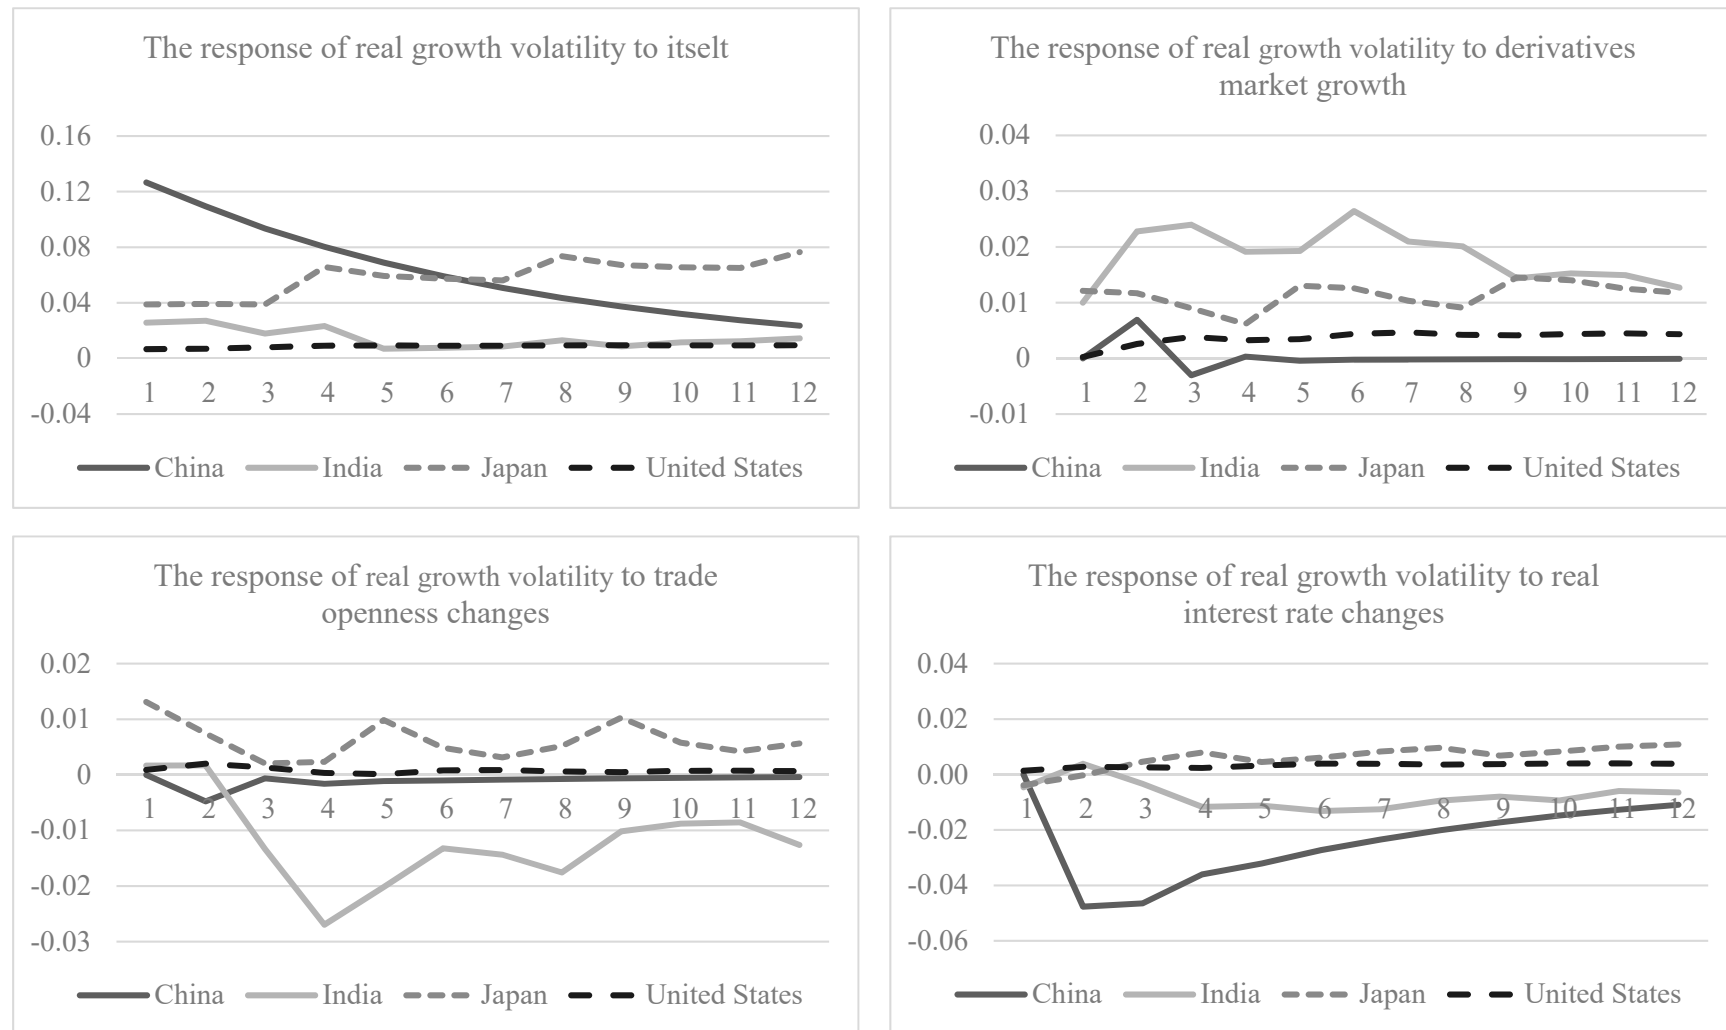 The response of real growth volatility to itselt
0.16
0.12
0.08
0.04
0
-0.04
1 2 3 4 5 6 7 8 9 10 11 12
China India Japan United States
The response of real growth volatility to derivatives
market growth
0.04
0.03
0.02
0.01
0
-0.01
1 2 3 4 5 6 7 8 9 10 11 12
China India Japan United States
The response of real growth volatility to trade
openness changes
0.02
0.01
0
-0.01
-0.02
-0.03
1 2 3 4 5 6 7 8 9 10 11 12
China India Japan United States
The response of real growth volatility to real
interest rate changes
0.04
0.02
0.00
-0.02
-0.04
-0.06
1 2 3 4 5 6 7 8 9 10 11 12
China India Japan United States